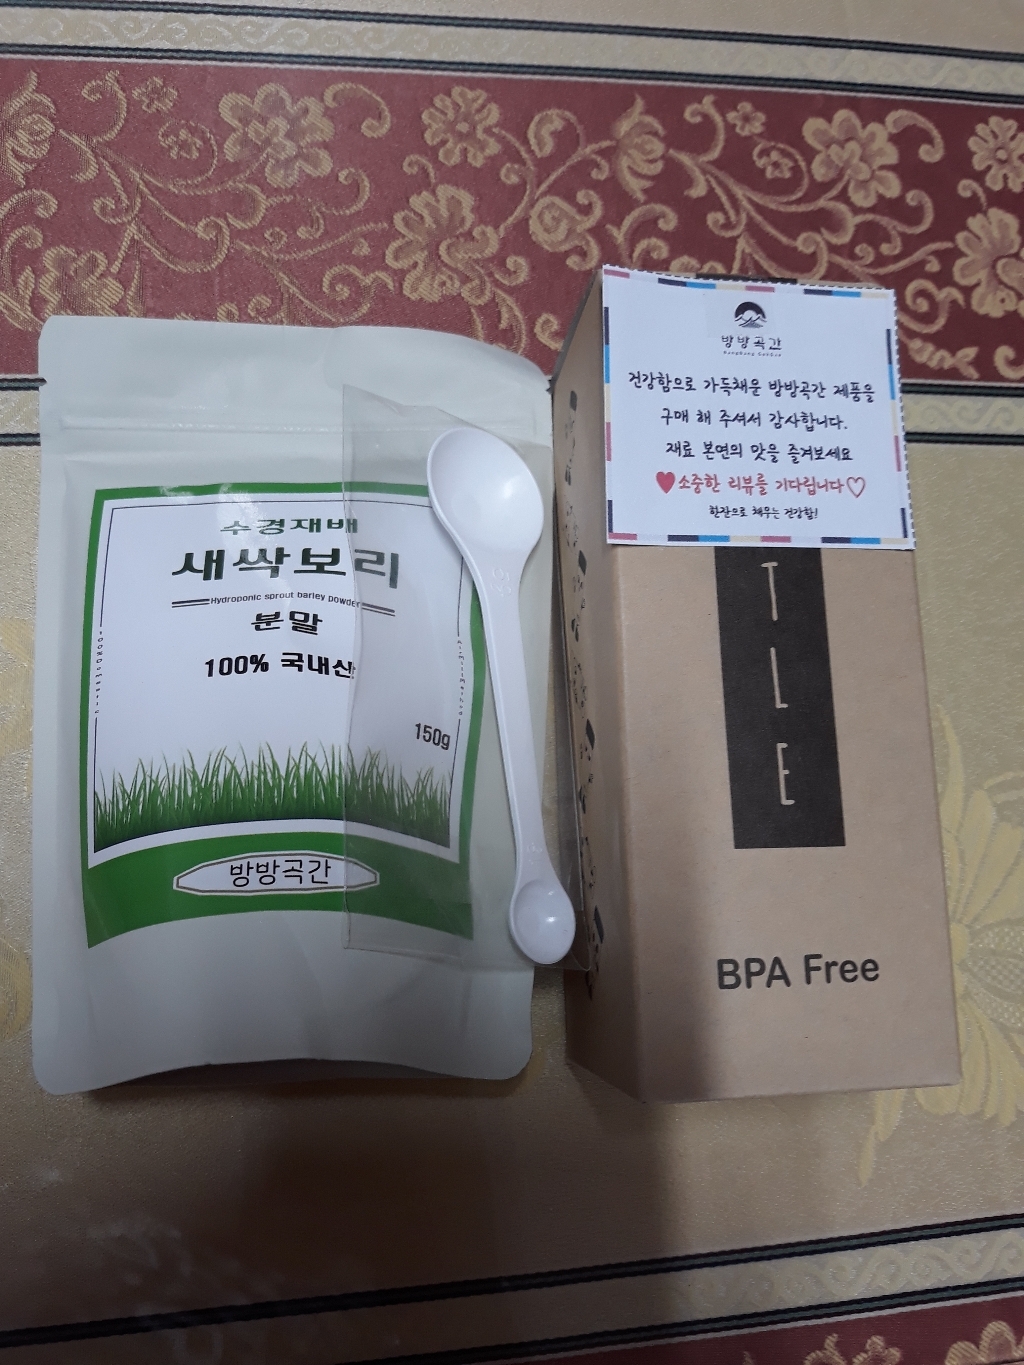 수경재배
새싹보리
Hydroponic sprout barley powder
분말
100% 국내산
150g
방방곡간
방방곡간
건강함으로 가득채운 방방곡간 제품을
구매 해 주셔서 감사합니다.
재료 본연의 맛을 즐겨보세요
♥소중한 리뷰를 기다립니다♡
한잔으로 채우는 건강함!
T
L
E
BPA Free